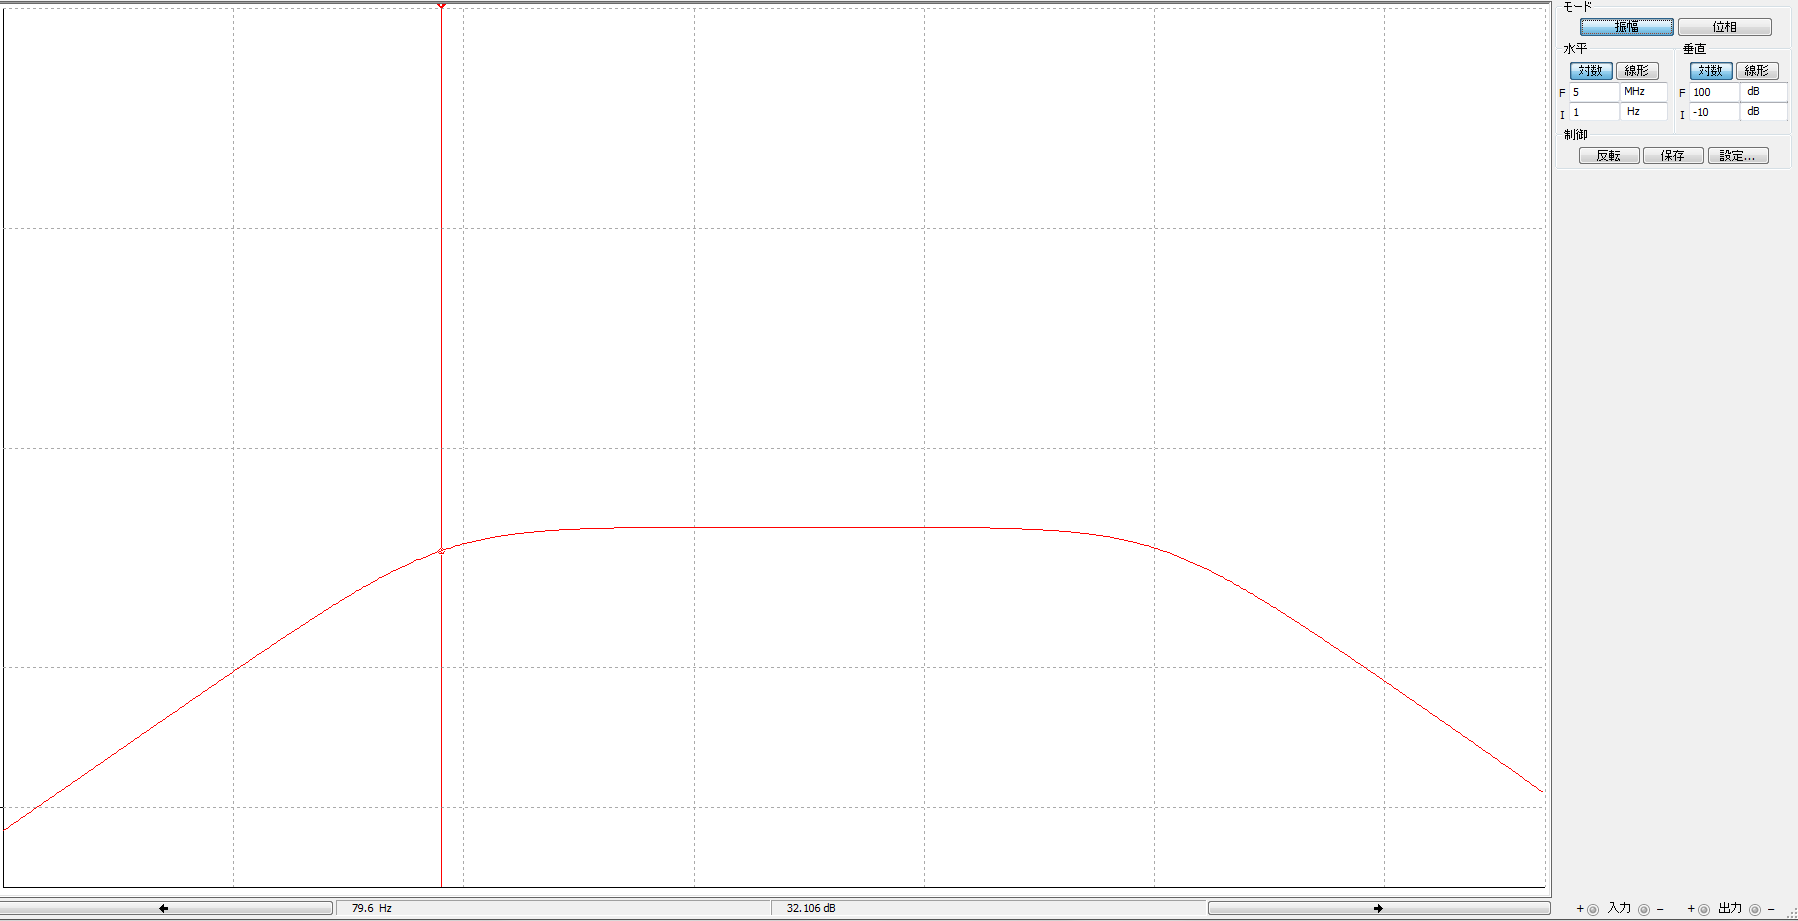 モード
振幅 位相
水平 垂直
対数 線形 対数 線形
F 5 MHz F 100 dB
I 1 Hz I -10 dB
制御
反転 保存 設定...
79.6 Hz 32.106 dB + 入力 - + 出力 -